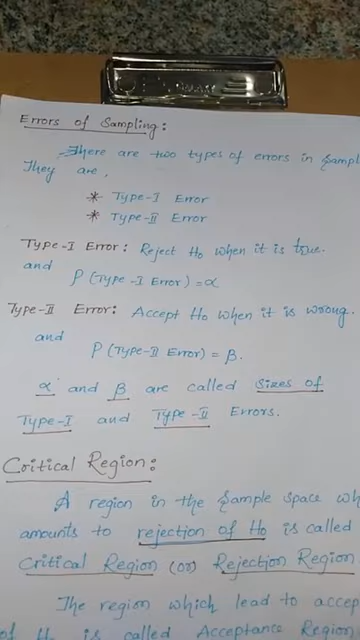 Errors of Sampling:
There are two types of errors in Sampl
They are,
* Type-I Error
* Type-II Error
Type-I Error: Reject H0 when it is true.
and
P(Type-I Error) = α
Type-II Error: Accept H0 when it is wrong.
and
P(Type-II Error) = β.
α and β are called Sizes of
Type-I and Type-II Errors.
Critical Region:
A region in the Sample space wh
amounts to rejection of H0 is called
Critical Region (or) Rejection Region
The region which lead to accep
of H0 is called Acceptance Region